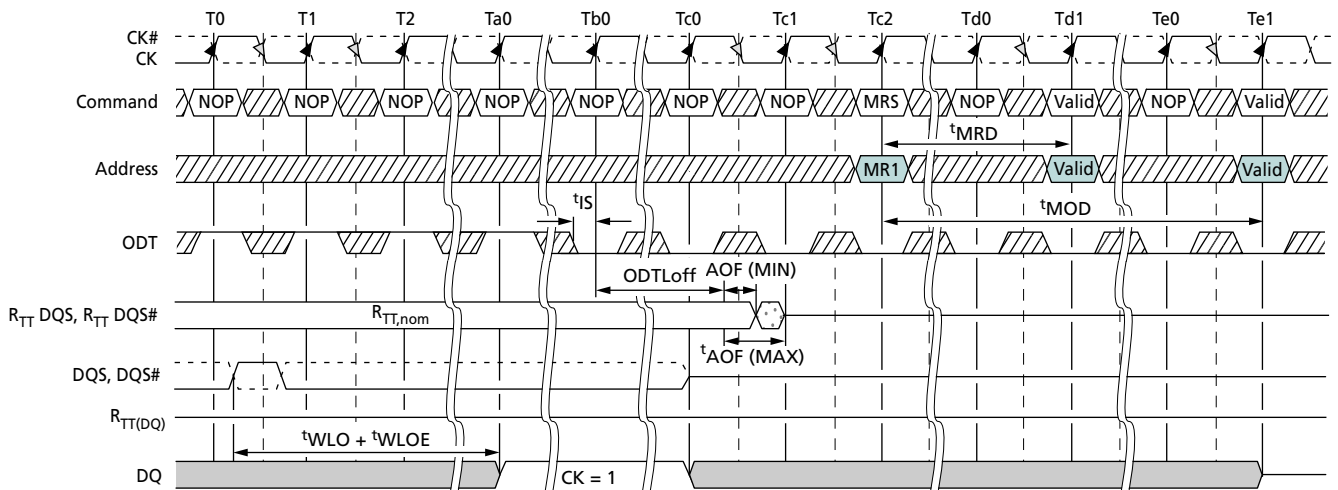 T0 T1 T2 Ta0 Tb0 Tc0 Tc1 Tc2 Td0 Td1 Te0 Te1
CK#
CK
Command NOP NOP NOP NOP NOP NOP NOP MRS NOP Valid NOP Valid
tMRD
Address MR1 Valid Valid
tIS
tMOD
ODT
ODTLoff AOF (MIN)
RTT DQS, RTT DQS# RTT,nom
tAOF (MAX)
DQS, DQS#
RTT(DQ)
tWLO + tWLOE
DQ CK = 1